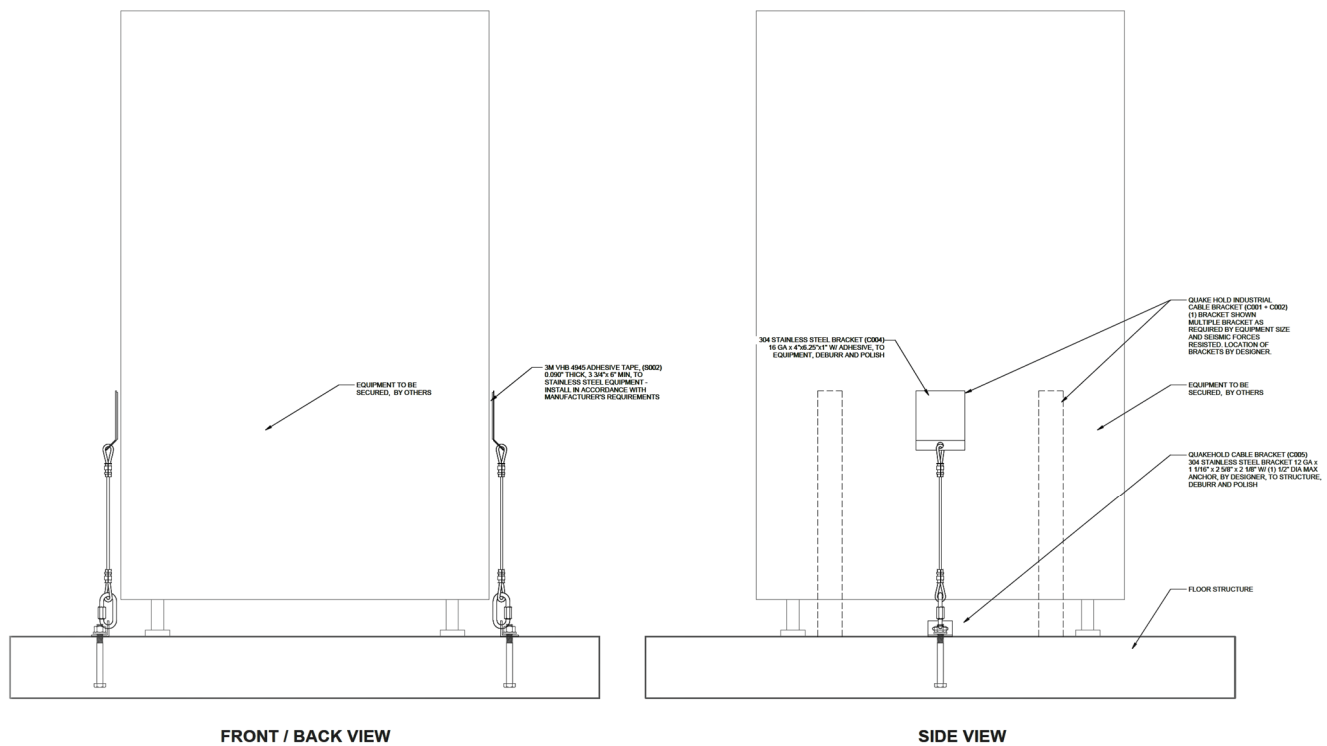 EQUIPMENT TO BE
SECURED, BY OTHERS
3M VHB 4945 ADHESIVE TAPE, (S002)
0.090" THICK, 3 3/4"x 6" MIN, TO
STAINLESS STEEL EQUIPMENT -
INSTALL IN ACCORDANCE WITH
MANUFACTURER'S REQUIREMENTS
FRONT / BACK VIEW
304 STAINLESS STEEL BRACKET (C004)
16 GA x 4"x6.25"x1" W/ ADHESIVE, TO
EQUIPMENT, DEBURR AND POLISH
QUAKE HOLD INDUSTRIAL
CABLE BRACKET (C001 + C002)
(1) BRACKET SHOWN
MULTIPLE BRACKET AS
REQUIRED BY EQUIPMENT SIZE
AND SEISMIC FORCES
RESISTED. LOCATION OF
BRACKETS BY DESIGNER.
EQUIPMENT TO BE
SECURED, BY OTHERS
QUAKEHOLD CABLE BRACKET (C005)
304 STAINLESS STEEL BRACKET 12 GA x
1 1/16" x 2 5/8" x 2 1/8" W/ (1) 1/2" DIA MAX
ANCHOR, BY DESIGNER, TO STRUCTURE,
DEBURR AND POLISH
FLOOR STRUCTURE
SIDE VIEW